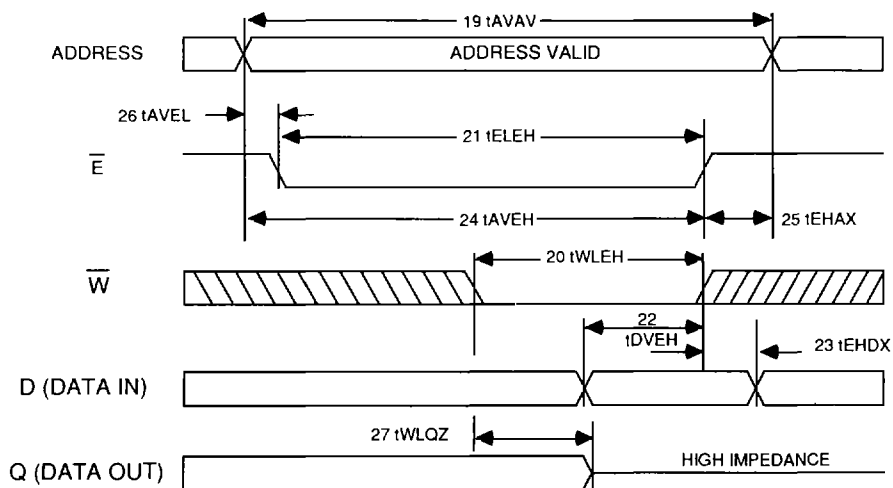 19 tAVAV
ADDRESS
ADDRESS VALID
26 tAVEL
21 tELEH
E
24 tAVEH
25 tEHAX
20 tWLEH
W
22
tDVEH
23 tEHDX
D (DATA IN)
27 tWLQZ
Q (DATA OUT)
HIGH IMPEDANCE